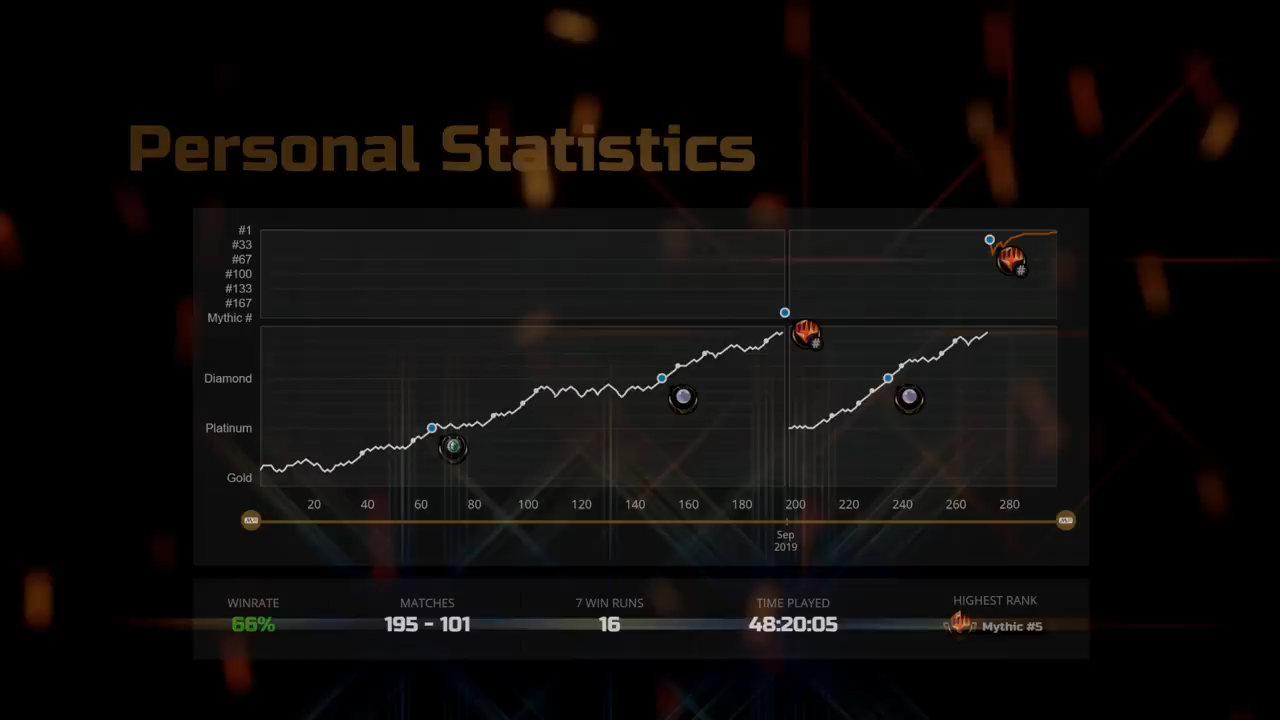 Personal Statistics
#1
#33
#67
#100
#133
#167
Mythic #
Diamond
Platinum
Gold
20 40 60 80 100 120 140 160 180 200 220 240 260 280
Sep
2019
WINRATE MATCHES 7 WIN RUNS TIME PLAYED HIGHEST RANK
66% 195 - 101 16 48:20:05 Mythic #5